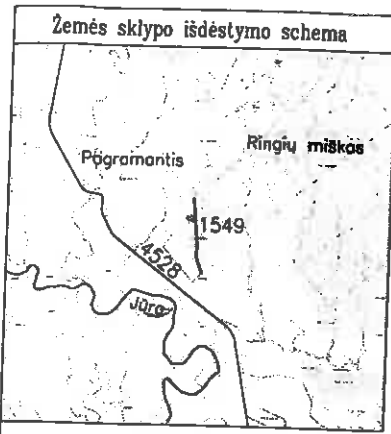 Žemės sklypo išdėstymo schema
Pagramantis
Ringių miškas
1549
4528
Jūra